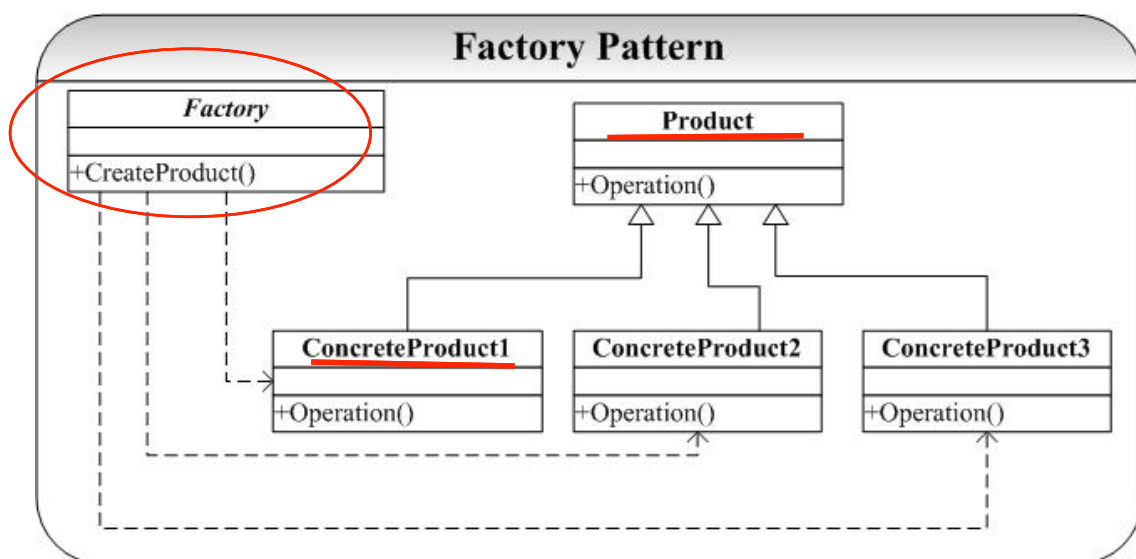 Factory Pattern
Factory
+CreateProduct()
Product
+Operation()
ConcreteProduct1
+Operation()
ConcreteProduct2
+Operation()
ConcreteProduct3
+Operation()